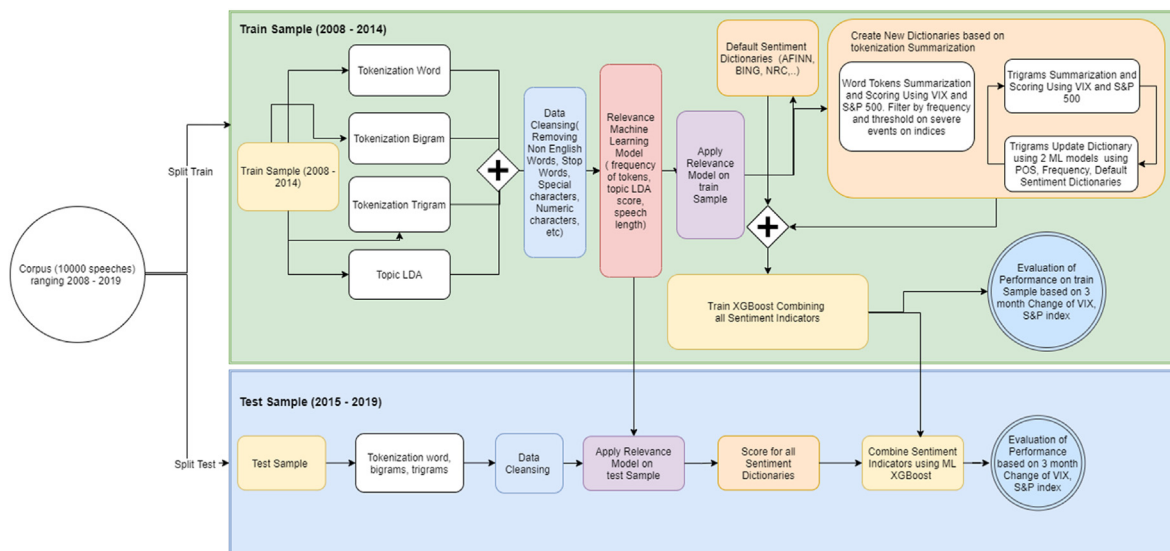 Train Sample (2008 - 2014)
Tokenization Word
Tokenization Bigram
Train Sample (2008 -
2014)
Tokenization Trigram
Topic LDA
Data
Cleansing(
Removing
Non English
Words, Stop
Words,
Special
characters,
Numeric
characters,
etc)
Relevance
Machine
Learning
Model
( frequency
of tokens,
topic LDA
score,
speech
length)
Apply
Relevance
Model on
train
Sample
Default Sentiment
Dictionaries (AFINN,
BING, NRC,..)
Create New Dictionaries based on
tokenization Summarization
Word Tokens Summarization
and Scoring Using VIX and
S&P 500. Filter by frequency
and threshold on severe
events on indices
Trigrams Summarization and
Scoring Using VIX and S&P
500
Trigrams Update Dictionary
using 2 ML models using
POS, Frequency, Default
Sentiment Dictionaries
Train XGBoost Combining
all Sentiment Indicators
Evaluation of
Performance on train
Sample based on 3
month Change of VIX,
S&P index
Split Train
Corpus (10000 speeches)
ranging 2008 - 2019
Split Test
Test Sample (2015 - 2019)
Test Sample
Tokenization word,
bigrams, trigrams
Data
Cleansing
Apply Relevance
Model on
test Sample
Score for all
Sentiment
Dictionaries
Combine Sentiment
Indicators using ML
XGBoost
Evaluation of
Performance
based on 3 month
Change of VIX,
S&P index